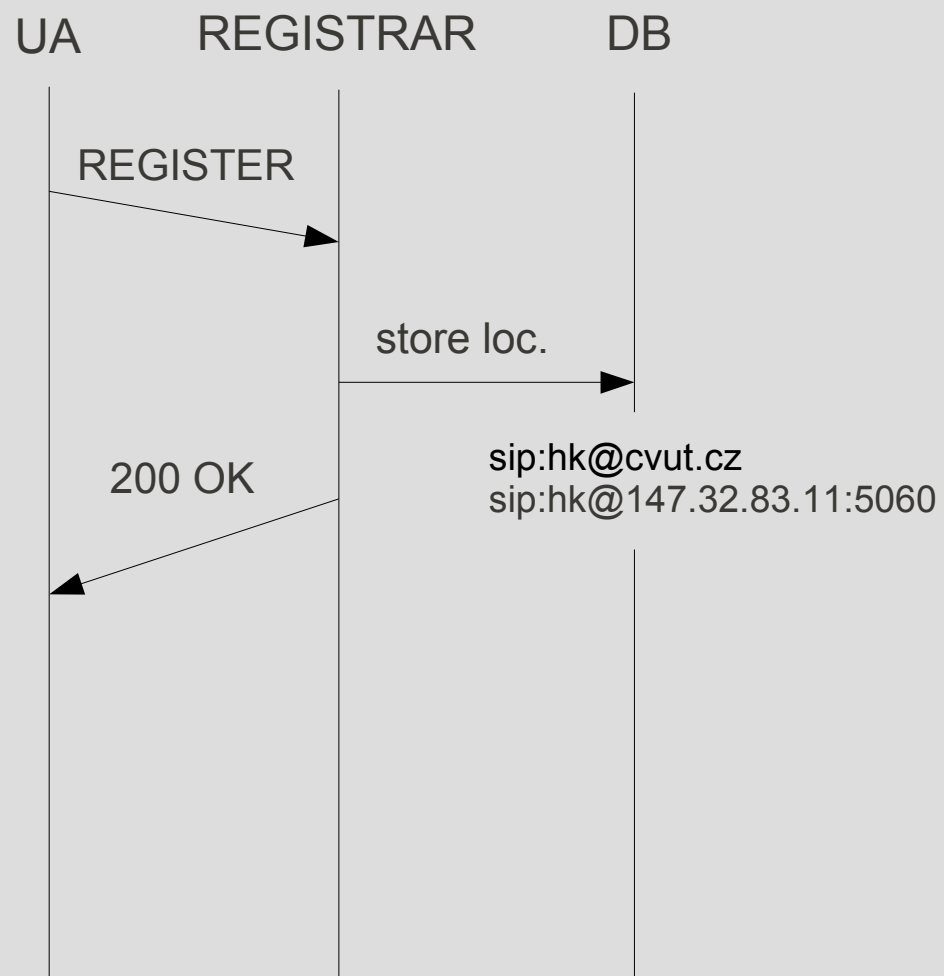 UA
REGISTRAR
DB
REGISTER
store loc.
200 OK
sip:hk@cvut.cz
sip:hk@147.32.83.11:5060